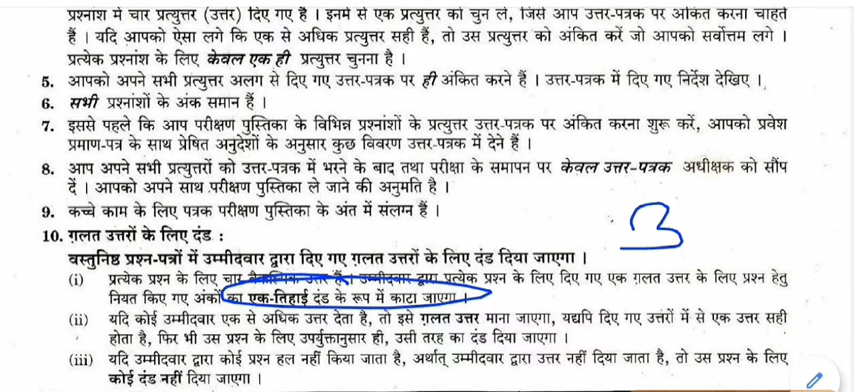 प्रश्नांश में चार प्रत्युत्तर (उत्तर) दिए गए हैं । इनमें से एक प्रत्युत्तर को चुन लें, जिसे आप उत्तर-पत्रक पर अंकित करना चाहते
हैं । यदि आपको ऐसा लगे कि एक से अधिक प्रत्युत्तर सही हैं, तो उस प्रत्युत्तर को अंकित करें जो आपको सर्वोत्तम लगे ।
प्रत्येक प्रश्नांश के लिए केवल एक ही प्रत्युत्तर चुनना है ।
5. आपको अपने सभी प्रत्युत्तर अलग से दिए गए उत्तर-पत्रक पर ही अंकित करने हैं । उत्तर-पत्रक में दिए गए निर्देश देखिए ।
6. सभी प्रश्नांशों के अंक समान हैं ।
7. इससे पहले कि आप परीक्षण पुस्तिका के विभिन्न प्रश्नांशों के प्रत्युत्तर उत्तर-पत्रक पर अंकित करना शुरू करें, आपको प्रवेश
प्रमाण-पत्र के साथ प्रेषित अनुदेशों के अनुसार कुछ विवरण उत्तर-पत्रक में देने हैं ।
8. आप अपने सभी प्रत्युत्तरों को उत्तर-पत्रक में भरने के बाद तथा परीक्षा के समापन पर केवल उत्तर-पत्रक अधीक्षक को सौंप
दें । आपको अपने साथ परीक्षण पुस्तिका ले जाने की अनुमति है ।
9. कच्चे काम के लिए पत्रक परीक्षण पुस्तिका के अंत में संलग्न हैं ।
3
10. ग़लत उत्तरों के लिए दंड :
वस्तुनिष्ठ प्रश्न-पत्रों में उम्मीदवार द्वारा दिए गए ग़लत उत्तरों के लिए दंड दिया जाएगा ।
(i) प्रत्येक प्रश्न के लिए चार वैकल्पिक उत्तर हैं । उम्मीदवार द्वारा प्रत्येक प्रश्न के लिए दिए गए एक ग़लत उत्तर के लिए प्रश्न हेतु
नियत किए गए अंकों का एक-तिहाई दंड के रूप में काटा जाएगा ।
(ii) यदि कोई उम्मीदवार एक से अधिक उत्तर देता है, तो इसे ग़लत उत्तर माना जाएगा, यद्यपि दिए गए उत्तरों में से एक उत्तर सही
होता है, फिर भी उस प्रश्न के लिए उपर्युक्तानुसार ही, उसी तरह का दंड दिया जाएगा ।
(iii) यदि उम्मीदवार द्वारा कोई प्रश्न हल नहीं किया जाता है, अर्थात् उम्मीदवार द्वारा उत्तर नहीं दिया जाता है, तो उस प्रश्न के लिए
कोई दंड नहीं दिया जाएगा ।